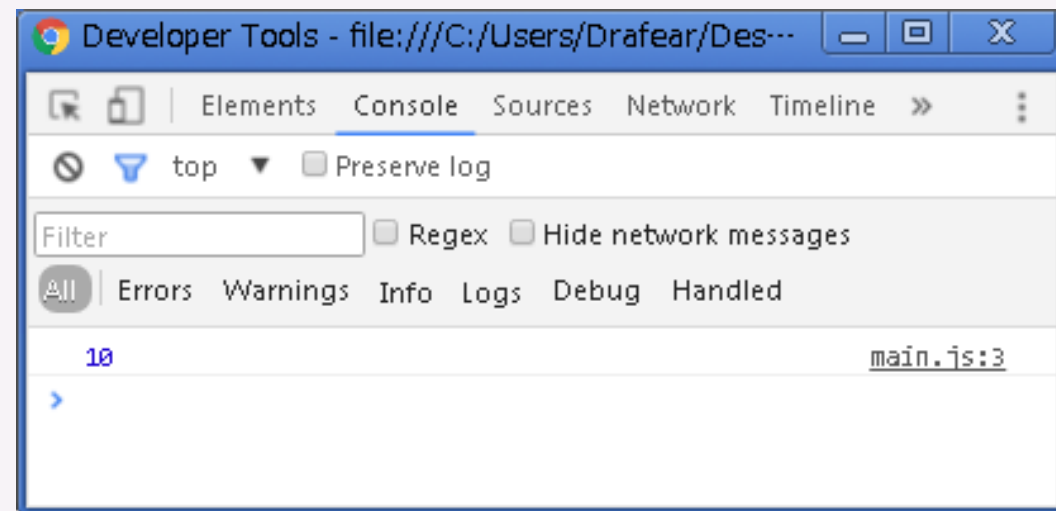 Developer Tools - file:///C:/Users/Drafear/Des···
Elements Console Sources Network Timeline »
top ▼ Preserve log
Filter Regex Hide network messages
All Errors Warnings Info Logs Debug Handled
10 main.js:3
>